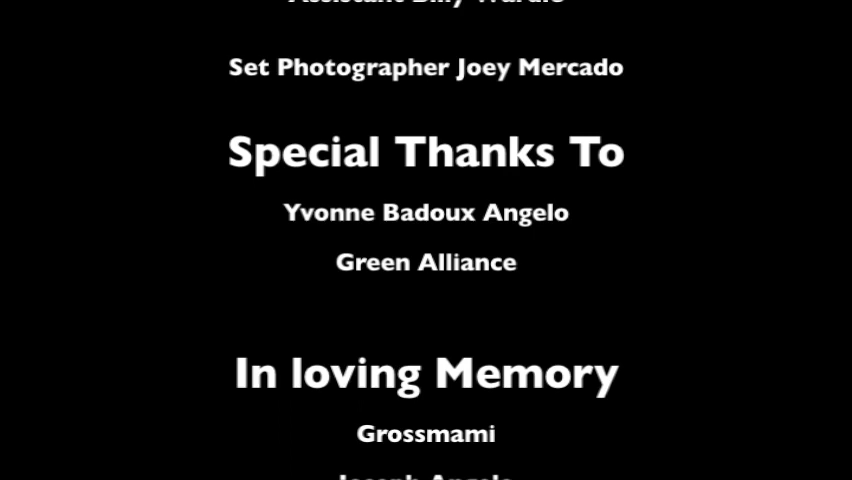 Set Photographer Joey Mercado
Special Thanks To
Yvonne Badoux Angelo
Green Alliance
In loving Memory
Grossmami